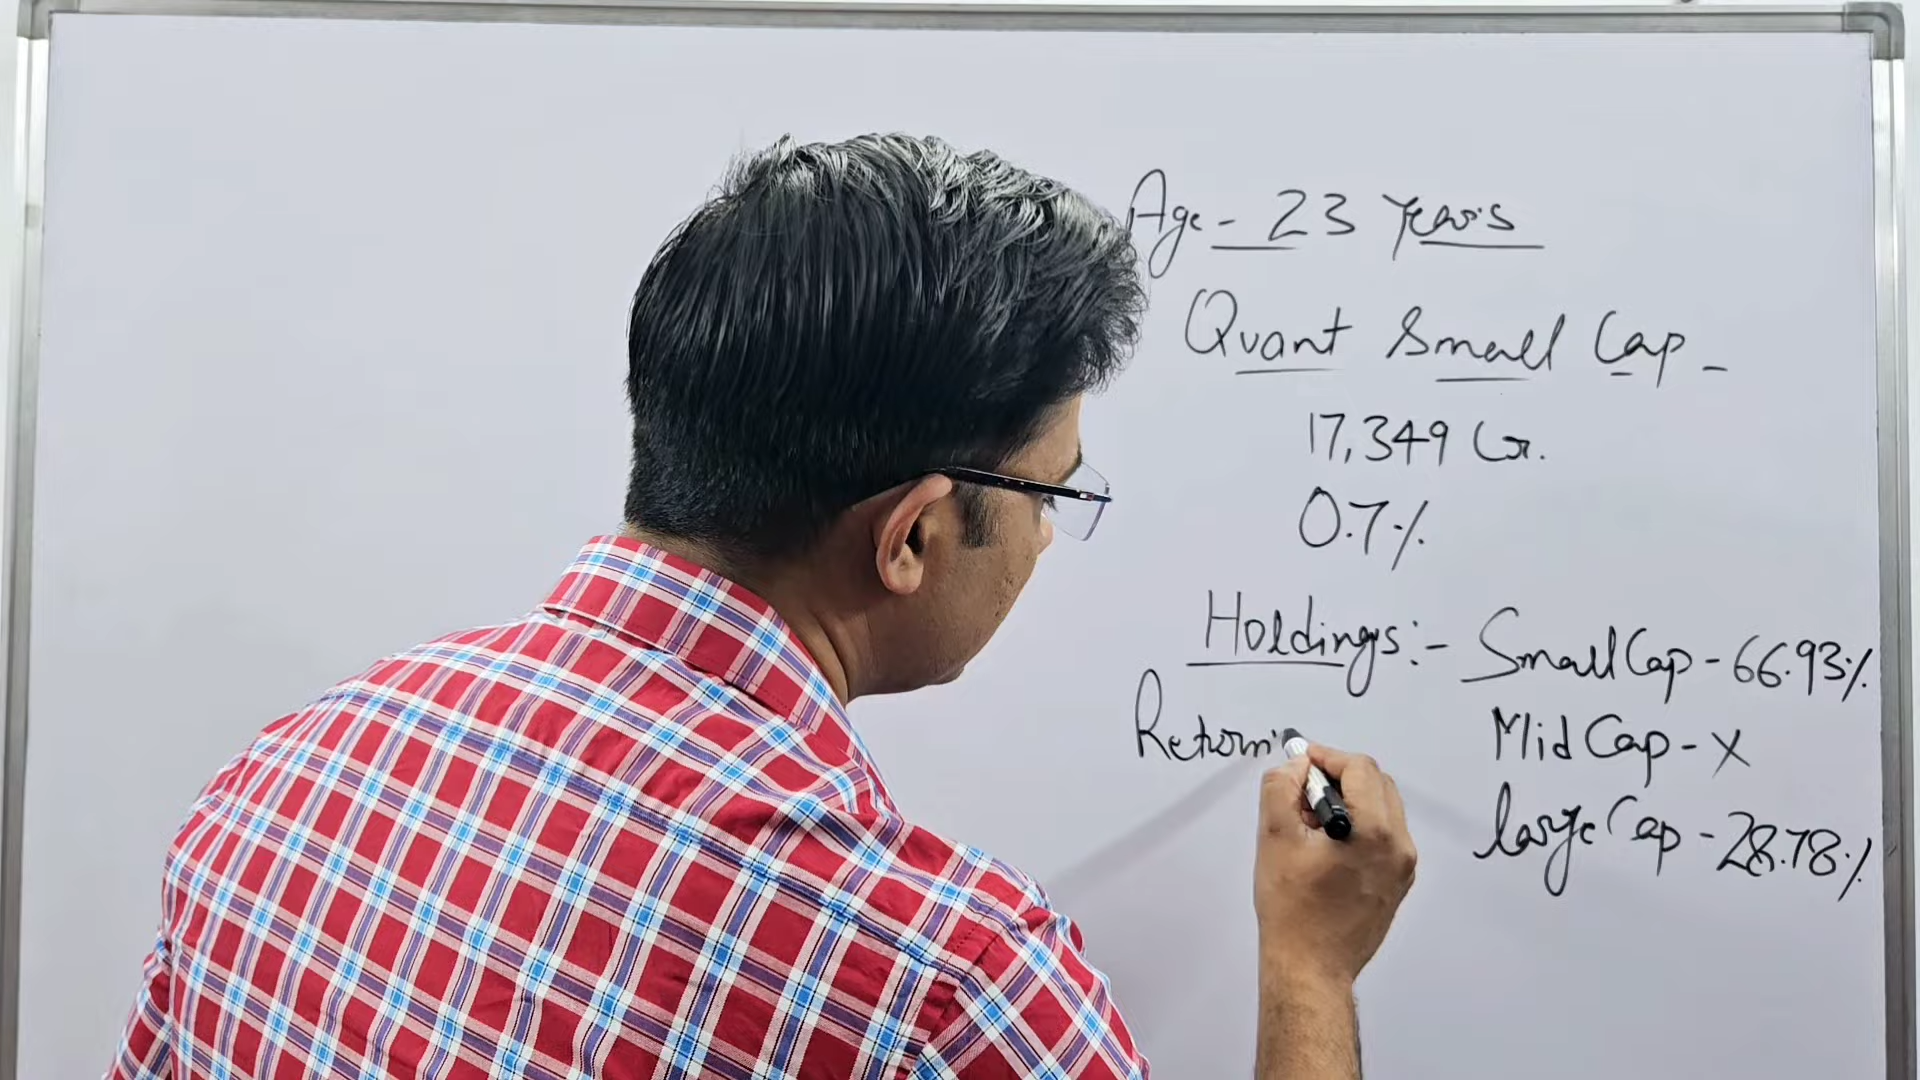 Age - 23 Years
Quant Small Cap -
17,349 Cr.
0.7%
Holdings:- Small Cap - 66.93%
Mid Cap - X
Large Cap - 28.78%
Return